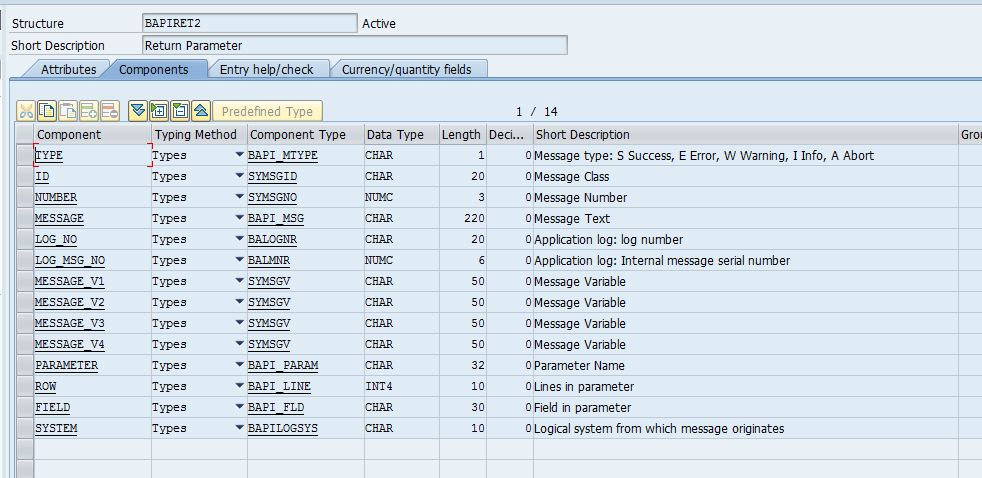 Structure BAPIRET2 Active
Short Description Return Parameter
Attributes Components Entry help/check Currency/quantity fields
Predefined Type 1 / 14
Component Typing Method Component Type Data Type Length Deci... Short Description Gro
TYPE Types BAPI_MTYPE CHAR 1 0 Message type: S Success, E Error, W Warning, I Info, A Abort
ID Types SYMSGID CHAR 20 0 Message Class
NUMBER Types SYMSGNO NUMC 3 0 Message Number
MESSAGE Types BAPI_MSG CHAR 220 0 Message Text
LOG_NO Types BALOGNR CHAR 20 0 Application log: log number
LOG_MSG_NO Types BALMNR NUMC 6 0 Application log: Internal message serial number
MESSAGE_V1 Types SYMSGV CHAR 50 0 Message Variable
MESSAGE_V2 Types SYMSGV CHAR 50 0 Message Variable
MESSAGE_V3 Types SYMSGV CHAR 50 0 Message Variable
MESSAGE_V4 Types SYMSGV CHAR 50 0 Message Variable
PARAMETER Types BAPI_PARAM CHAR 32 0 Parameter Name
ROW Types BAPI_LINE INT4 10 0 Lines in parameter
FIELD Types BAPI_FLD CHAR 30 0 Field in parameter
SYSTEM Types BAPILOGSYS CHAR 10 0 Logical system from which message originates